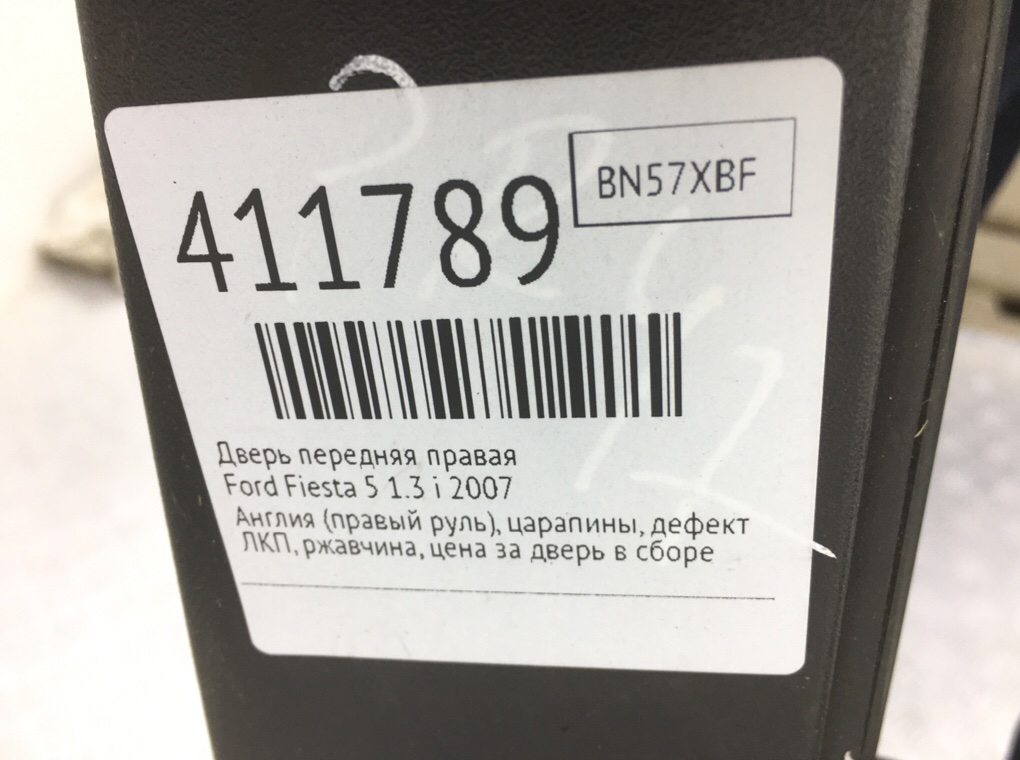 411789
BN57XBF
Дверь передняя правая
Ford Fiesta 5 1.3 i 2007
Англия (правый руль), царапины, дефект
ЛКП, ржавчина, цена за дверь в сборе